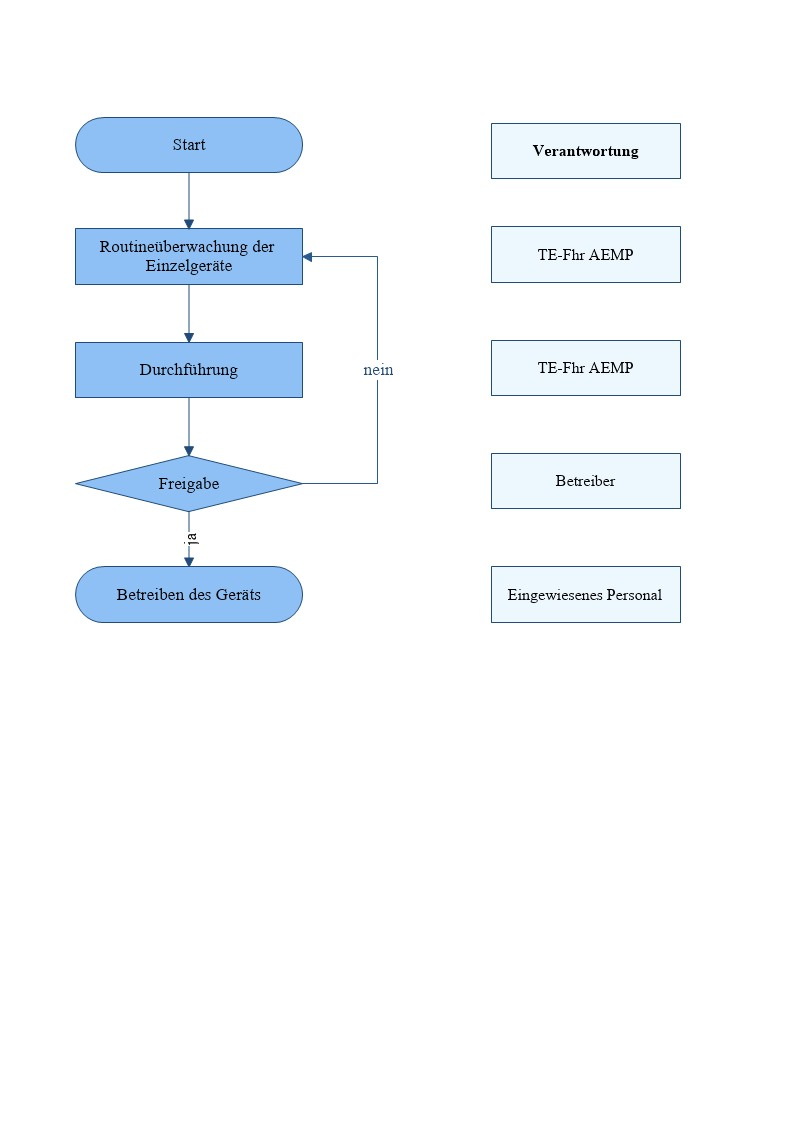 Start
Verantwortung
Routineüberwachung der
Einzelgeräte
TE-Fhr AEMP
Durchführung
nein
TE-Fhr AEMP
Freigabe
Betreiber
ja
Betreiben des Geräts
Eingewiesenes Personal